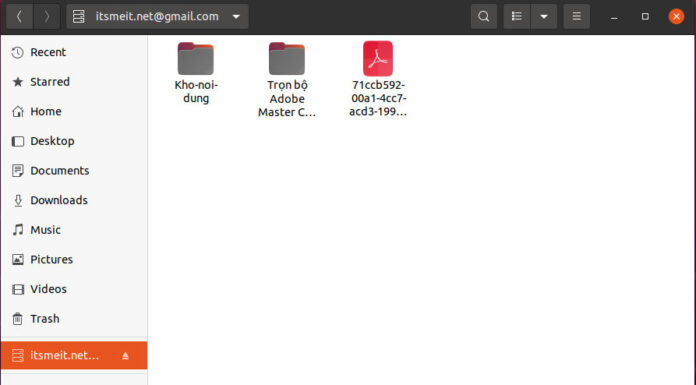 itsmeit.net@gmail.com
Recent
Starred
Home
Desktop
Documents
Downloads
Music
Pictures
Videos
Trash
itsmeit.net...
Kho-noi-
dung
Trọn bộ
Adobe
Master C...
71ccb592-
00a1-4cc7-
acd3-199...